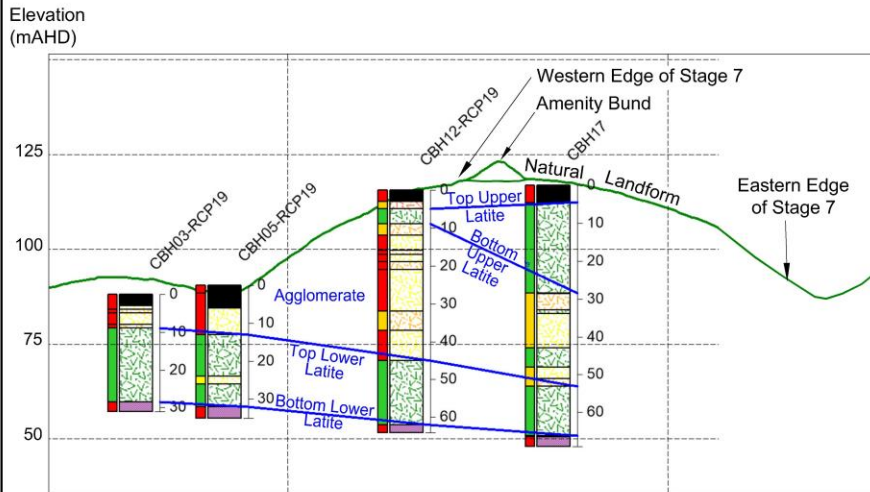 Elevation
(mAHD)
Western Edge of Stage 7
Amenity Bund
CBH12-RCP19
CBH17
Natural Landform
125
Eastern Edge
of Stage 7
CBH03-RCP19
CBH05-RCP19
0
0
Top Upper
Latite
10
10
Bottom
Upper
Latite
100
20
20
0
0
Agglomerate
30
30
10
10
40
40
75
20
20
Top Lower
Latite
50
50
30
30
Bottom Lower
Latite
60
60
50